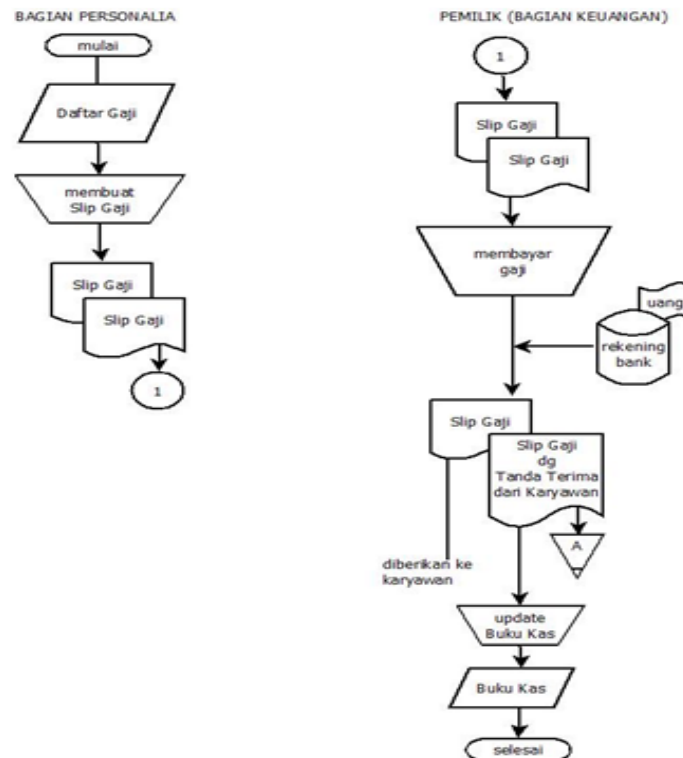 BAGIAN PERSONALIA
mulai
Daftar Gaji
membuat
Slip Gaji
Slip Gaji
Slip Gaji
1
PEMILIK (BAGIAN KEUANGAN)
1
Slip Gaji
Slip Gaji
membayar
gaji
uang
rekening
bank
Slip Gaji
Slip Gaji
dg
Tanda Terima
dari Karyawan
A
diberikan ke
karyawan
update
Buku Kas
Buku Kas
selesai